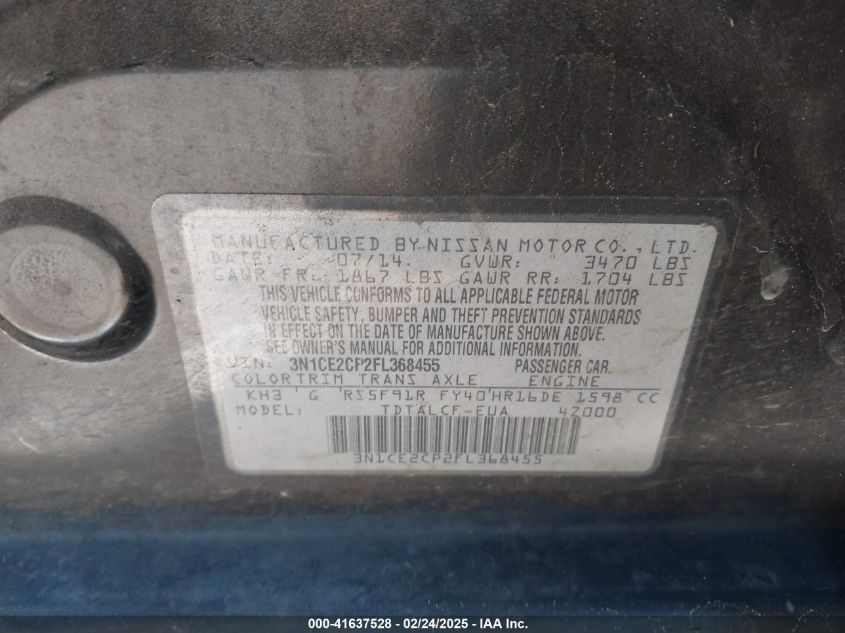 MANUFACTURED BY NISSAN MOTOR CO., LTD.
DATE: 07/14. GVWR: 3470 LBS
GAWR FR: 1867 LBS GAWR RR: 1704 LBS
THIS VEHICLE CONFORMS TO ALL APPLICABLE FEDERAL MOTOR
VEHICLE SAFETY, BUMPER AND THEFT PREVENTION STANDARDS
IN EFFECT ON THE DATE OF MANUFACTURE SHOWN ABOVE.
SEE OWNER'S MANUAL FOR ADDITIONAL INFORMATION.
VIN: 3N1CE2CP2FL368455 PASSENGER CAR.
COLOR TRIM TRANS AXLE ENGINE
KH3 G RS5F91R FY40 HR16DE 1598 CC
MODEL: TDTALCF-EUA 47000
3N1CE2CP2FL368455
000-41637528 - 02/24/2025 - IAA, Inc.